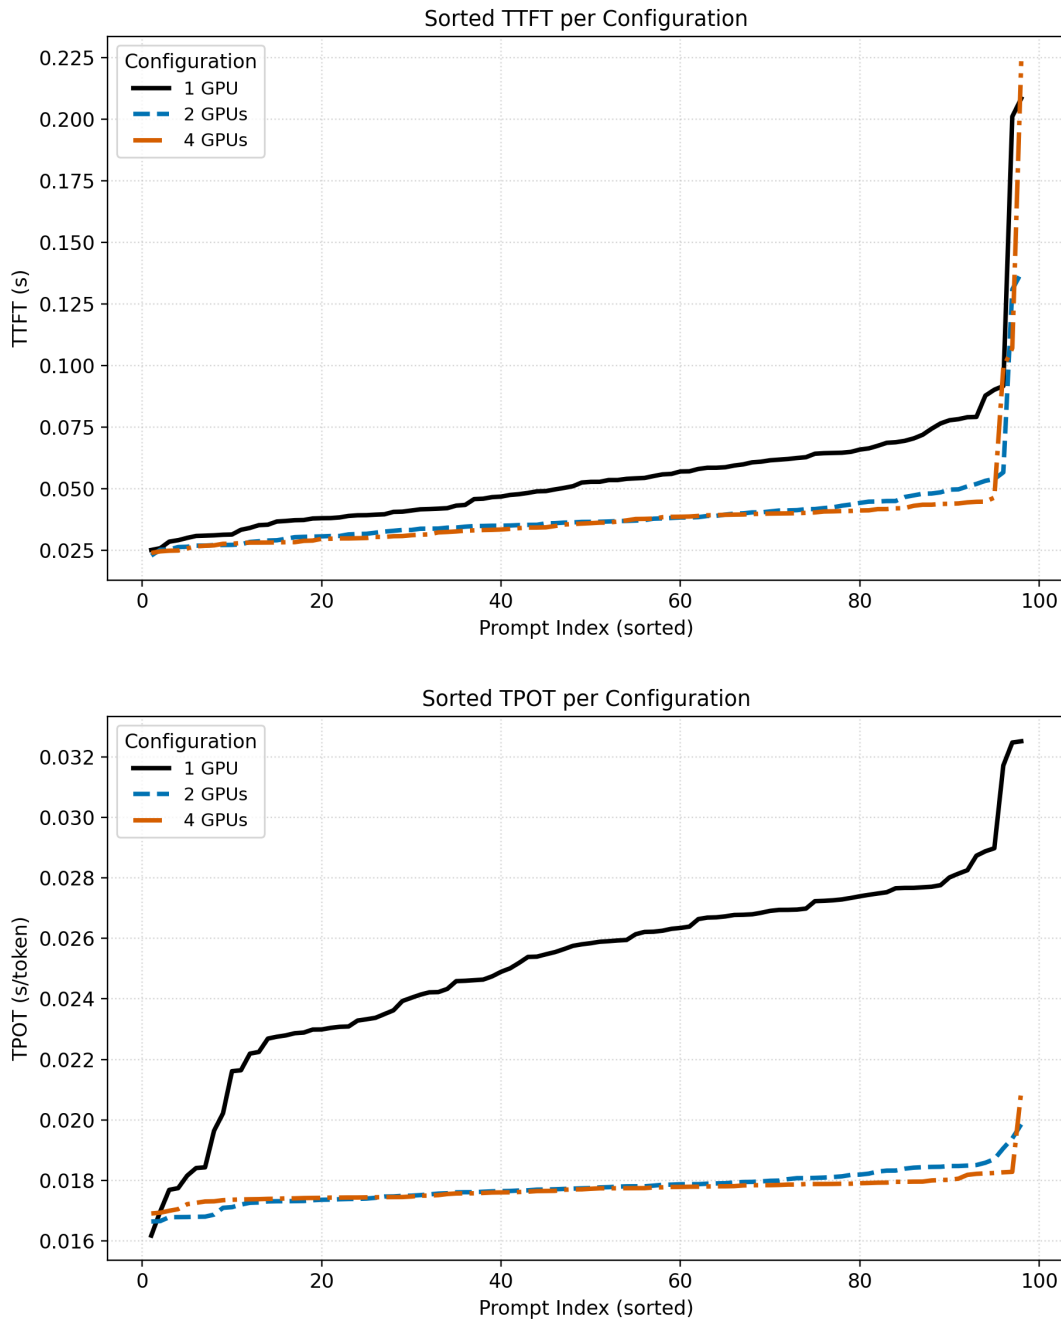 Sorted TTFT per Configuration
0.225
0.200
0.175
0.150
0.125
0.100
0.075
0.050
0.025
TTFT (s)
Configuration
1 GPU
2 GPUs
4 GPUs
0 20 40 60 80 100
Prompt Index (sorted)
Sorted TPOT per Configuration
0.032
0.030
0.028
0.026
0.024
0.022
0.020
0.018
0.016
TPOT (s/token)
Configuration
1 GPU
2 GPUs
4 GPUs
0 20 40 60 80 100
Prompt Index (sorted)